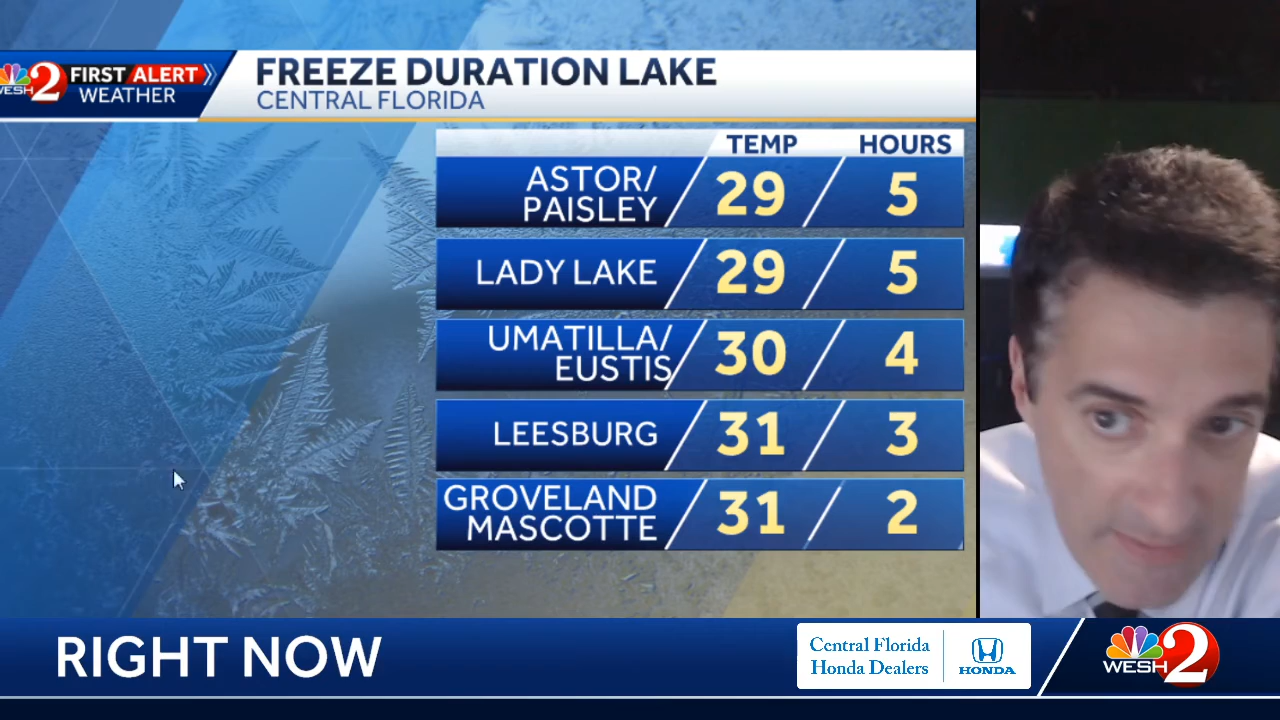 WESH 2 FIRST ALERT
WEATHER
FREEZE DURATION LAKE
CENTRAL FLORIDA
TEMP HOURS
ASTOR/
PAISLEY 29 5
LADY LAKE 29 5
UMATILLA/
EUSTIS 30 4
LEESBURG 31 3
GROVELAND
MASCOTTE 31 2
RIGHT NOW
Central Florida
Honda Dealers
HONDA
WESH 2